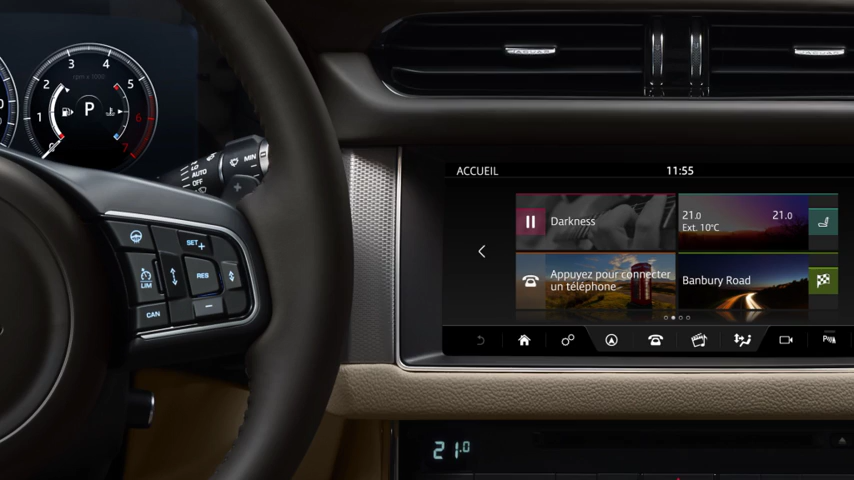 3
4
rpm x 1000
2
5
P
1
6
0
7
AUTO
OFF
MIN
SET +
LIM
RES
CAN
ACCUEIL
11:55
Darkness
21.0
21.0
Ext. 10°C
Appuyez pour connecter
un téléphone
Banbury Road
21.0